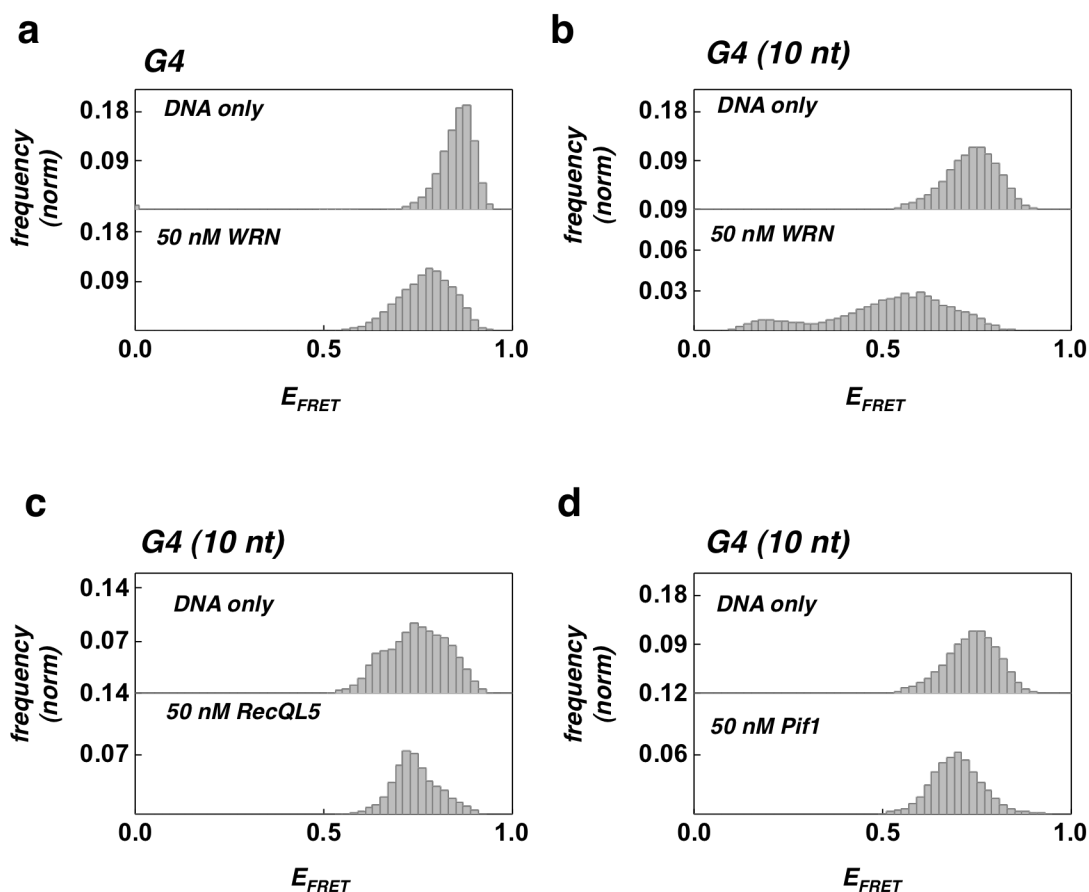 a
G4
DNA only
0.18
0.09
frequency
(norm)
50 nM WRN
0.18
0.09
0.0
0.5
1.0
E_FRET
b
G4 (10 nt)
DNA only
0.18
0.09
0.09
frequency
(norm)
50 nM WRN
0.06
0.03
0.0
0.5
1.0
E_FRET
c
G4 (10 nt)
DNA only
0.14
0.07
0.14
frequency
(norm)
50 nM RecQL5
0.07
0.0
0.5
1.0
E_FRET
d
G4 (10 nt)
DNA only
0.18
0.09
0.12
frequency
(norm)
50 nM Pif1
0.06
0.0
0.5
1.0
E_FRET